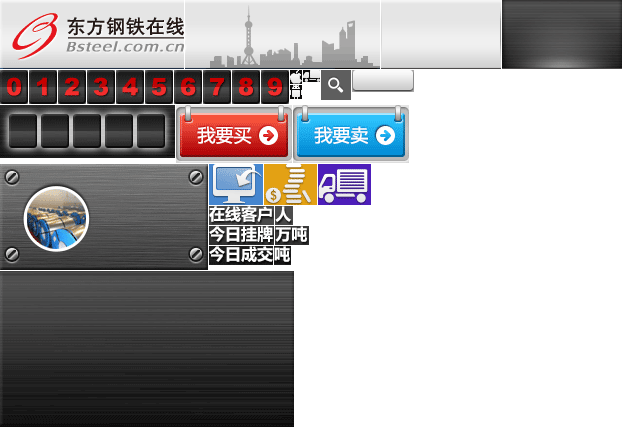 东方钢铁在线
Bsteel.com.cn
0 1 2 3 4 5 6 7 8 9
我要买 我要卖
$
在线客户 人
今日挂牌 万吨
今日成交 吨